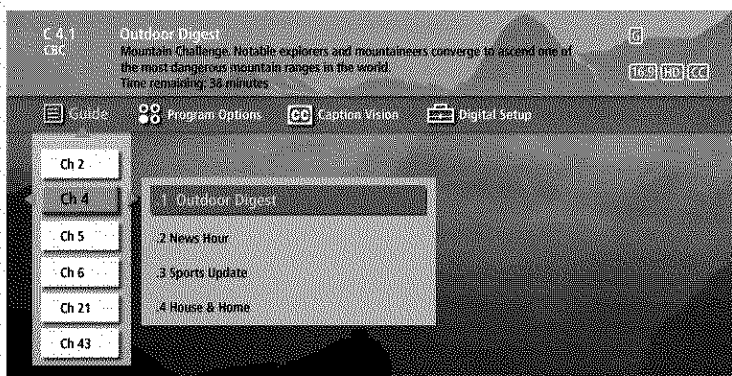 C 4.1
CBC
Outdoor Digest
Mountain Challenge. Notable explorers and mountaineers converge to ascend one of
the most dangerous mountain ranges in the world.
Time remaining: 38 minutes
G
16:9 HD CC
Guide
Program Options
CC Caption Vision
Digital Setup
Ch 2
Ch 4
Ch 5
Ch 6
Ch 21
Ch 43
.1 Outdoor Digest
.2 News Hour
.3 Sports Update
.4 House & Home